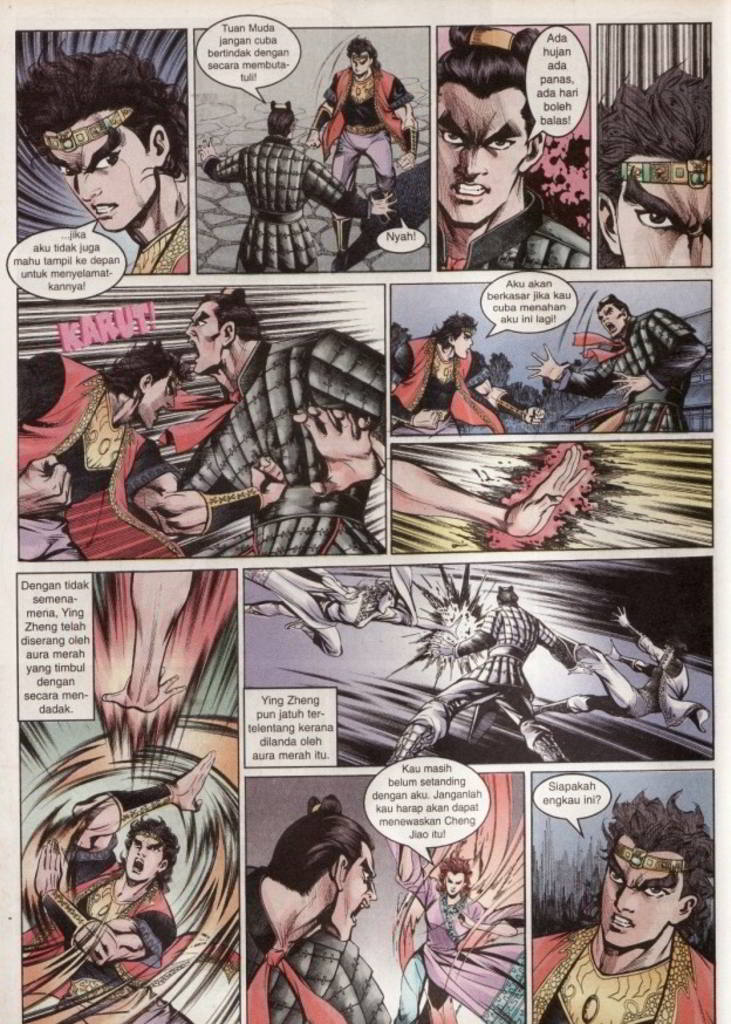 ...jika
aku tidak juga
mahu tampil ke depan
untuk menyelamat-
kannya!
Tuan Muda
jangan cuba
bertindak dengan
secara membuta-
tuli!
Nyah!
Ada
hujan
ada
panas,
ada hari
boleh
balas!
KARUT!
Aku akan
berkasar jika kau
cuba menahan
aku ini lagi!
Dengan tidak
semena-
mena, Ying
Zheng telah
diserang oleh
aura merah
yang timbul
dengan
secara men-
dadak.
Ying Zheng
pun jatuh ter-
telentang kerana
dilanda oleh
aura merah itu.
Kau masih
belum setanding
dengan aku. Janganlah
kau harap akan dapat
menewaskan Cheng
Jiao itu!
Siapakah
engkau ini?